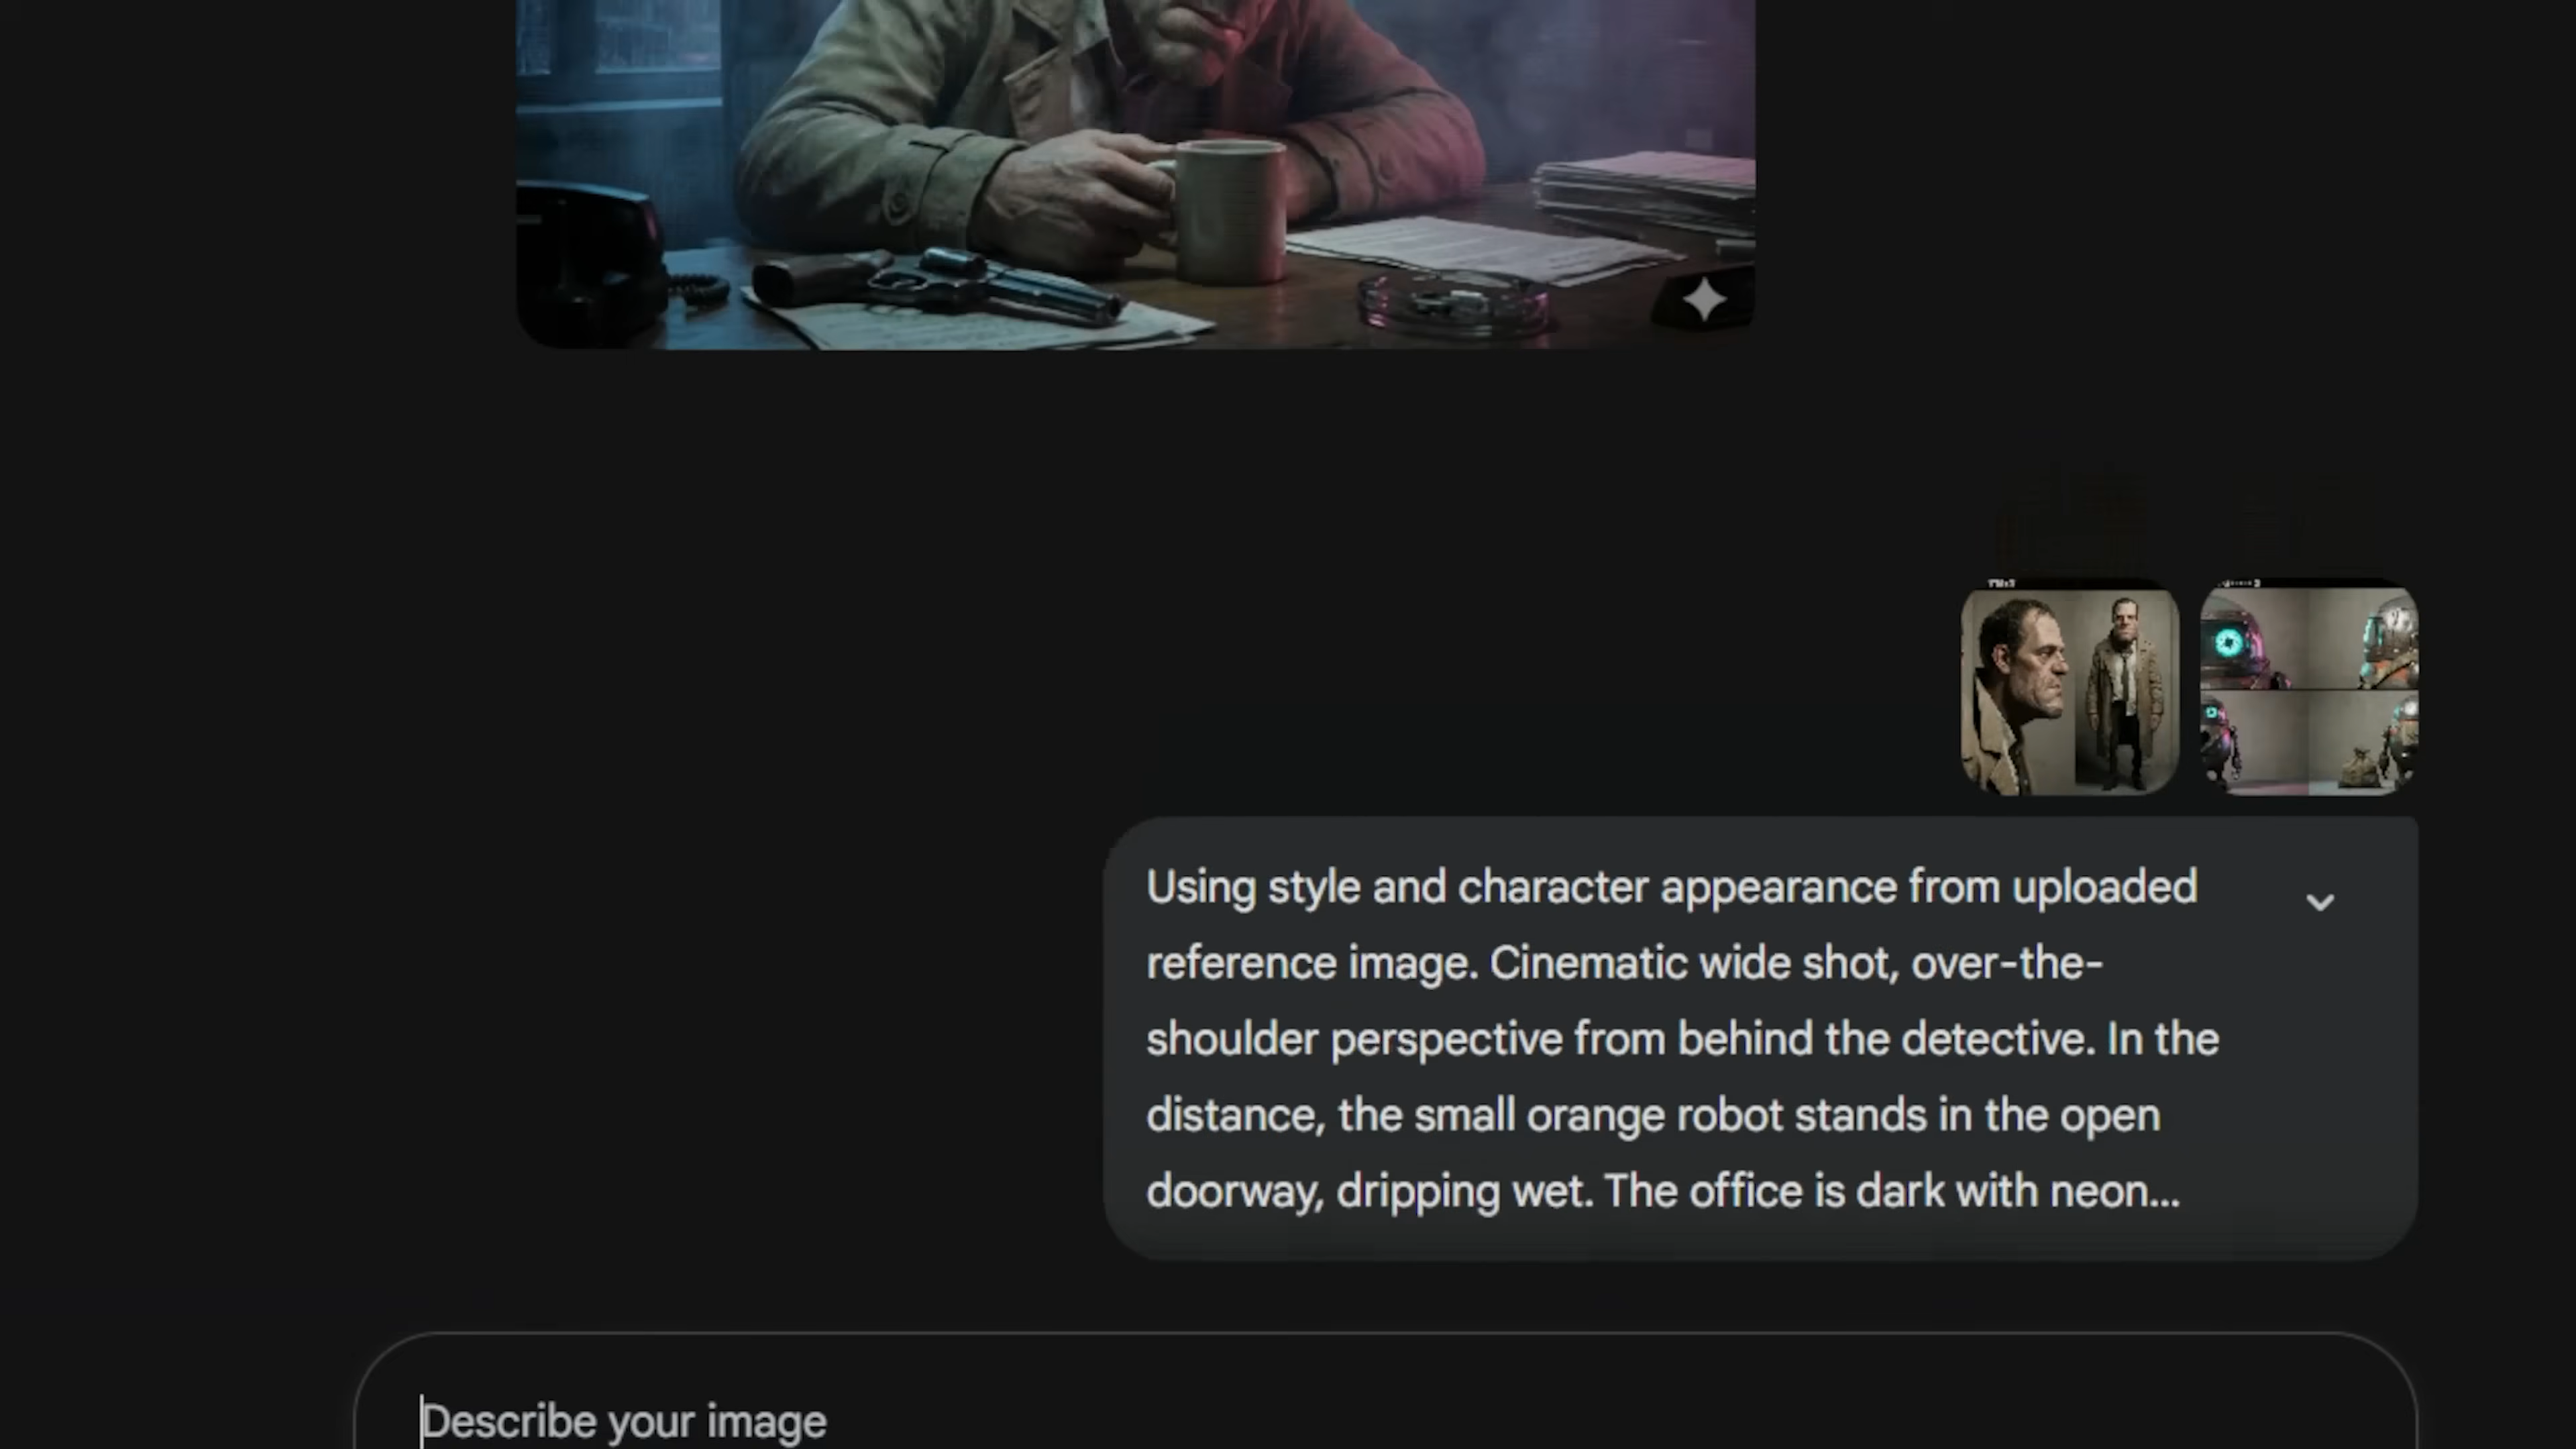 Using style and character appearance from uploaded
reference image. Cinematic wide shot, over-the-
shoulder perspective from behind the detective. In the
distance, the small orange robot stands in the open
doorway, dripping wet. The office is dark with neon...
Describe your image